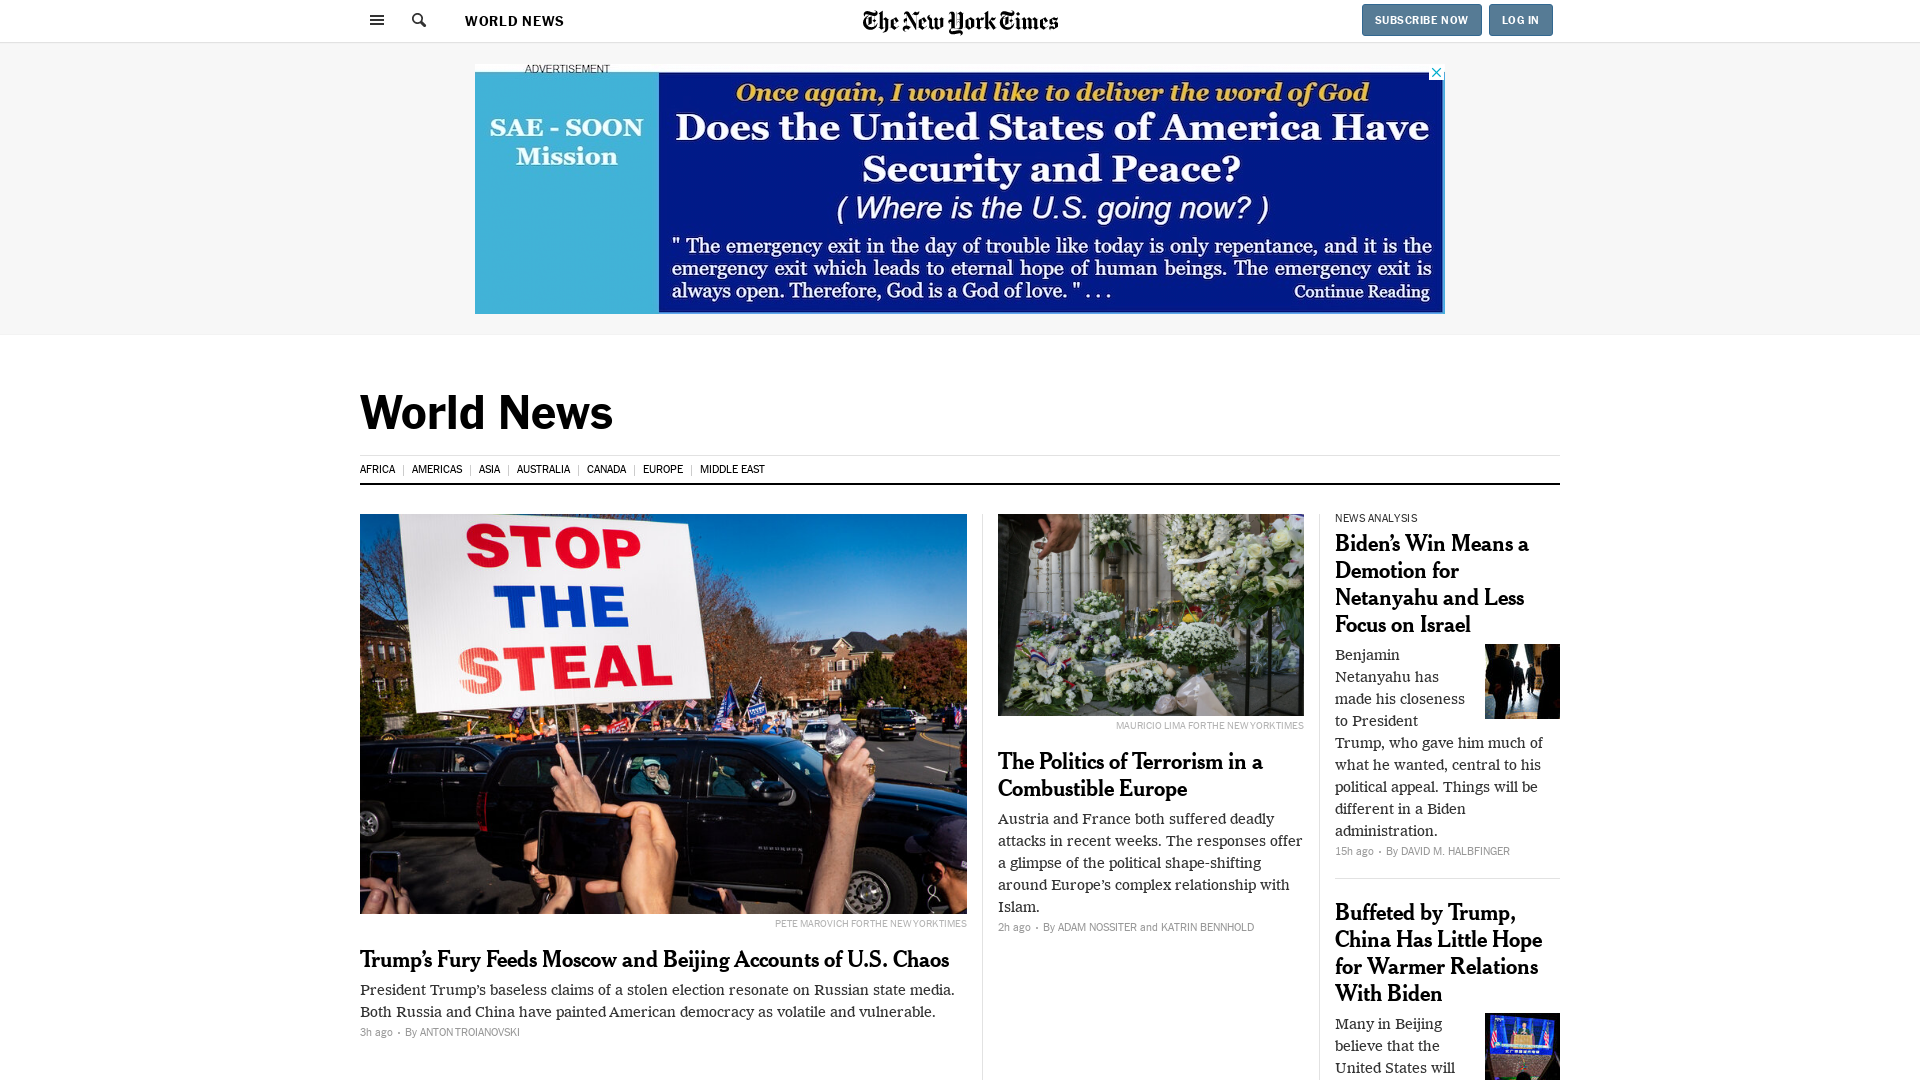 WORLD NEWS
The New York Times
SUBSCRIBE NOW
LOG IN
ADVERTISEMENT
SAE - SOON
Mission
Once again, I would like to deliver the word of God
Does the United States of America Have
Security and Peace?
( Where is the U.S. going now? )
" The emergency exit in the day of trouble like today is only repentance, and it is the
emergency exit which leads to eternal hope of human beings. The emergency exit is
always open. Therefore, God is a God of love. " . . .
Continue Reading
World News
AFRICA
AMERICAS
ASIA
AUSTRALIA
CANADA
EUROPE
MIDDLE EAST
STOP
THE
STEAL
PETE MAROVICH FOR THE NEW YORK TIMES
Trump’s Fury Feeds Moscow and Beijing Accounts of U.S. Chaos
President Trump’s baseless claims of a stolen election resonate on Russian state media.
Both Russia and China have painted American democracy as volatile and vulnerable.
3h ago · By ANTON TROIANOVSKI
MAURICIO LIMA FOR THE NEW YORK TIMES
The Politics of Terrorism in a
Combustible Europe
Austria and France both suffered deadly
attacks in recent weeks. The responses offer
a glimpse of the political shape-shifting
around Europe’s complex relationship with
Islam.
2h ago · By ADAM NOSSITER and KATRIN BENNHOLD
NEWS ANALYSIS
Biden’s Win Means a
Demotion for
Netanyahu and Less
Focus on Israel
Benjamin
Netanyahu has
made his closeness
to President
Trump, who gave him much of
what he wanted, central to his
political appeal. Things will be
different in a Biden
administration.
15h ago · By DAVID M. HALBFINGER
Buffeted by Trump,
China Has Little Hope
for Warmer Relations
With Biden
Many in Beijing
believe that the
United States will